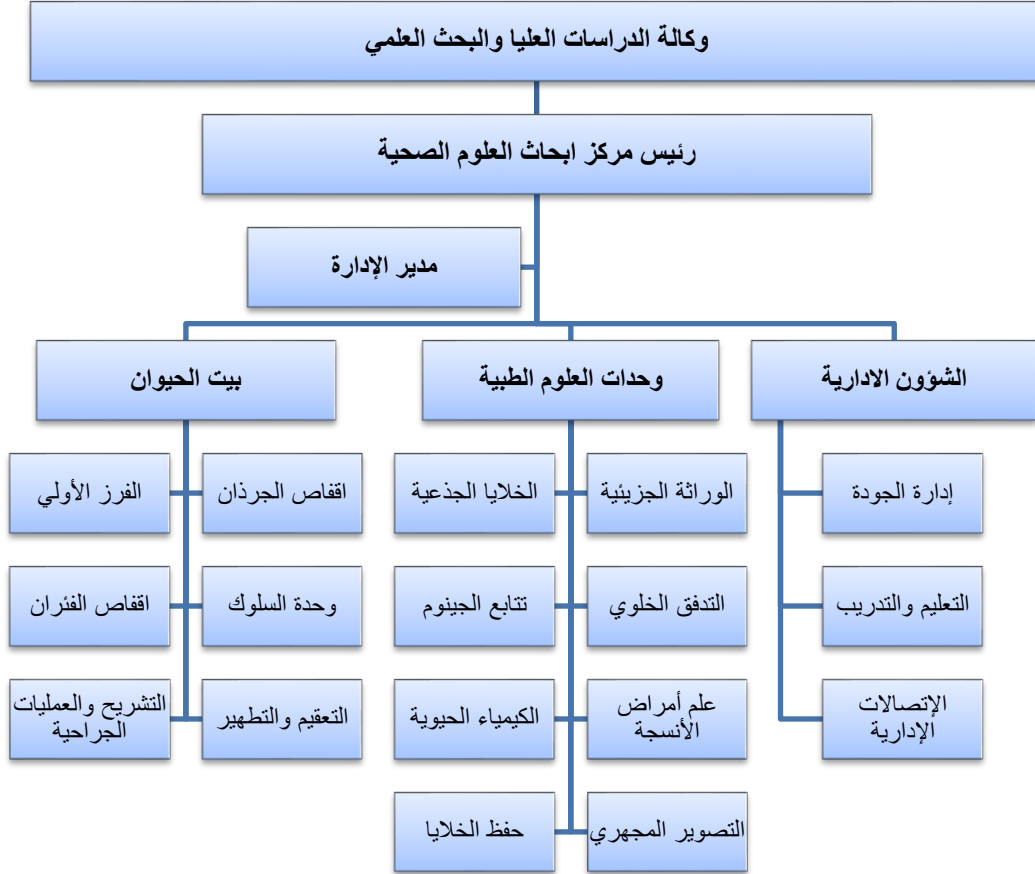 وكالة الدراسات العليا والبحث العلمي
رئيس مركز ابحاث العلوم الصحية
مدير الإدارة
الشؤون الادارية
وحدات العلوم الطبية
بيت الحيوان
إدارة الجودة
الوراثة الجزيئية
الخلايا الجذعية
اقفاص الجرذان
الفرز الأولي
التعليم والتدريب
التدفق الخلوي
تتابع الجينوم
وحدة السلوك
اقفاص الفئران
الإتصالات
الإدارية
علم أمراض
الأنسجة
الكيمياء الحيوية
التعقيم والتطهير
التشريح والعمليات
الجراحية
التصوير المجهري
حفظ الخلايا